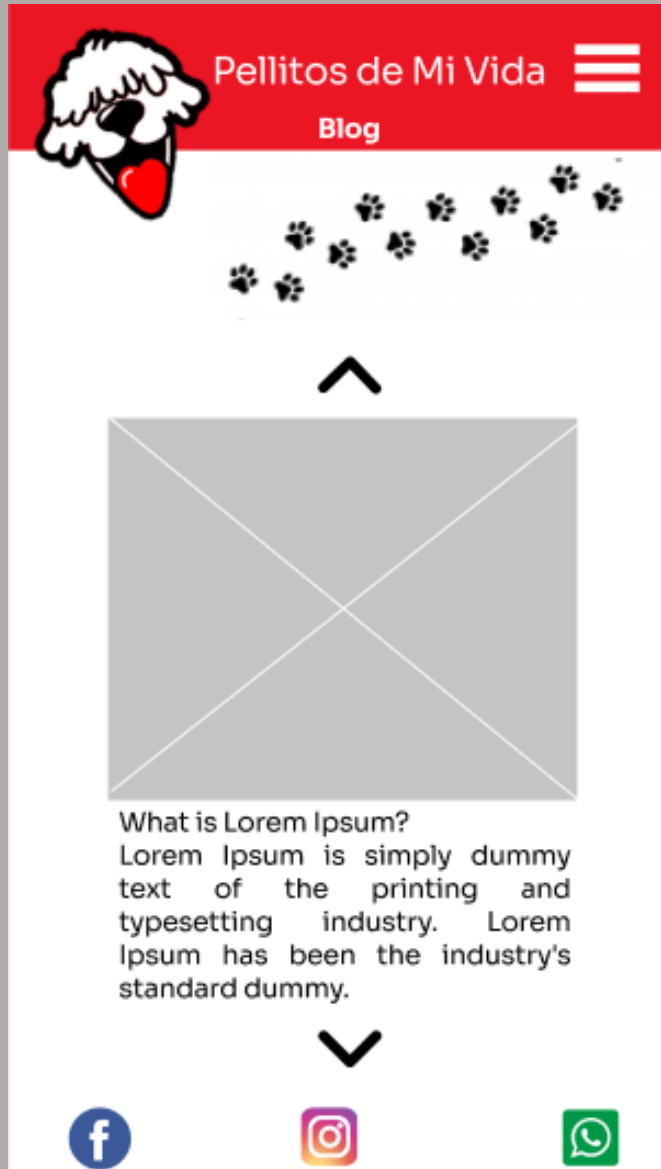 Pellitos de Mi Vida
Blog
What is Lorem Ipsum?
Lorem Ipsum is simply dummy
text of the printing and
typesetting industry. Lorem
Ipsum has been the industry's
standard dummy.